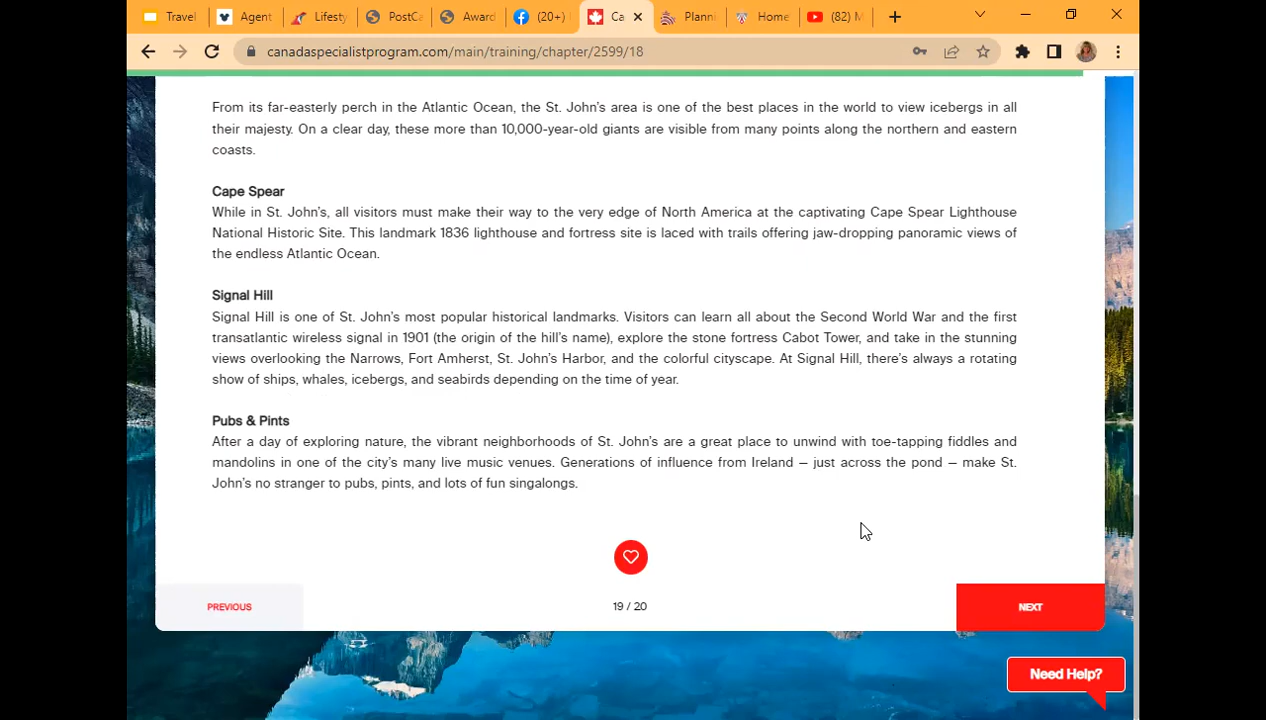 Travel
Agent
Lifesty
PostCa
Award
(20+)
Ca
Planni
Home
(82) M
canadaspecialistprogram.com/main/training/chapter/2599/18
From its far-easterly perch in the Atlantic Ocean, the St. John's area is one of the best places in the world to view icebergs in all
their majesty. On a clear day, these more than 10,000-year-old giants are visible from many points along the northern and eastern
coasts.
Cape Spear
While in St. John's, all visitors must make their way to the very edge of North America at the captivating Cape Spear Lighthouse
National Historic Site. This landmark 1836 lighthouse and fortress site is laced with trails offering jaw-dropping panoramic views of
the endless Atlantic Ocean.
Signal Hill
Signal Hill is one of St. John's most popular historical landmarks. Visitors can learn all about the Second World War and the first
transatlantic wireless signal in 1901 (the origin of the hill's name), explore the stone fortress Cabot Tower, and take in the stunning
views overlooking the Narrows, Fort Amherst, St. John's Harbor, and the colorful cityscape. At Signal Hill, there's always a rotating
show of ships, whales, icebergs, and seabirds depending on the time of year.
Pubs & Pints
After a day of exploring nature, the vibrant neighborhoods of St. John's are a great place to unwind with toe-tapping fiddles and
mandolins in one of the city's many live music venues. Generations of influence from Ireland – just across the pond – make St.
John's no stranger to pubs, pints, and lots of fun singalongs.
PREVIOUS
19 / 20
NEXT
Need Help?